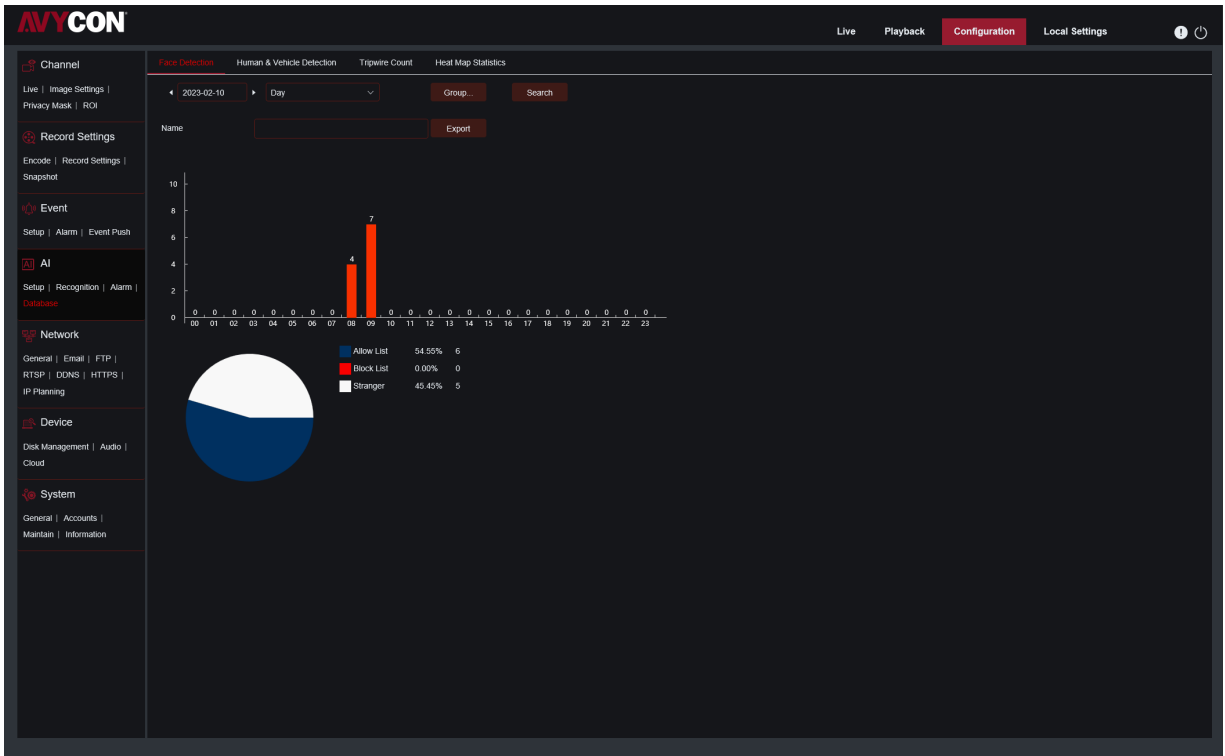 AVYCON
Live Playback Configuration Local Settings
Channel
Live | Image Settings |
Privacy Mask | ROI
Record Settings
Encode | Record Settings |
Snapshot
Event
Setup | Alarm | Event Push
AI AI
Setup | Recognition | Alarm |
Database
Network
General | Email | FTP |
RTSP | DDNS | HTTPS |
IP Planning
Device
Disk Management | Audio |
Cloud
System
General | Accounts |
Maintain | Information
Face Detection Human & Vehicle Detection Tripwire Count Heat Map Statistics
2023-02-10 Day Group... Search
Name Export
10
8
7
6
4
4
2
0 0 0 0 0 0 0 0 0 0 0 0 0 0 0 0 0 0 0 0 0 0
0
00 01 02 03 04 05 06 07 08 09 10 11 12 13 14 15 16 17 18 19 20 21 22 23
Allow List 54.55% 6
Block List 0.00% 0
Stranger 45.45% 5